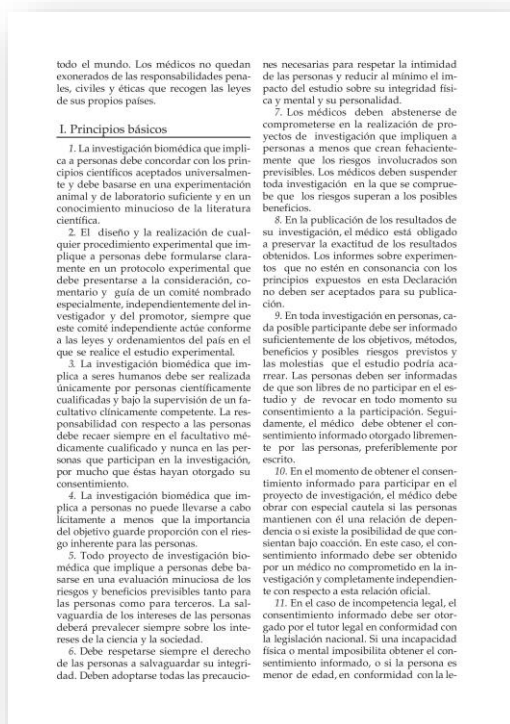 todo el mundo. Los médicos no quedan
exonerados de las responsabilidades pena-
les, civiles y éticas que recogen las leyes
de sus propios países.
I. Principios básicos
1. La investigación biomédica que impli-
ca a personas debe concordar con los prin-
cipios científicos aceptados universalmen-
te y debe basarse en una experimentación
animal y de laboratorio suficiente y en un
conocimiento minucioso de la literatura
científica.
2. El diseño y la realización de cual-
quier procedimiento experimental que im-
plique a personas debe formularse clara-
mente en un protocolo experimental que
debe presentarse a la consideración, co-
mentario y guía de un comité nombrado
especialmente, independientemente del in-
vestigador y del promotor, siempre que
este comité independiente actúe conforme
a las leyes y ordenamientos del país en el
que se realice el estudio experimental.
3. La investigación biomédica que im-
plica a seres humanos debe ser realizada
únicamente por personas científicamente
cualificadas y bajo la supervisión de un fa-
cultativo clínicamente competente. La res-
ponsabilidad con respecto a las personas
debe recaer siempre en el facultativo mé-
dicamente cualificado y nunca en las per-
sonas que participan en la investigación,
por mucho que éstas hayan otorgado su
consentimiento.
4. La investigación biomédica que im-
plica a personas no puede llevarse a cabo
lícitamente a menos que la importancia
del objetivo guarde proporción con el ries-
go inherente para las personas.
5. Todo proyecto de investigación bio-
médica que implique a personas debe ba-
sarse en una evaluación minuciosa de los
riesgos y beneficios previsibles tanto para
las personas como para terceros. La sal-
vaguardia de los intereses de las personas
deberá prevalecer siempre sobre los inte-
reses de la ciencia y la sociedad.
6. Debe respetarse siempre el derecho
de las personas a salvaguardar su integri-
dad. Deben adoptarse todas las precaucio-
nes necesarias para respetar la intimidad
de las personas y reducir al mínimo el im-
pacto del estudio sobre su integridad físi-
ca y mental y su personalidad.
7. Los médicos deben abstenerse de
comprometerse en la realización de pro-
yectos de investigación que impliquen a
personas a menos que crean fehaciente-
mente que los riesgos involucrados son
previsibles. Los médicos deben suspender
toda investigación en la que se comprue-
be que los riesgos superan a los posibles
beneficios.
8. En la publicación de los resultados de
su investigación, el médico está obligado
a preservar la exactitud de los resultados
obtenidos. Los informes sobre experimen-
tos que no estén en consonancia con los
principios expuestos en esta Declaración
no deben ser aceptados para su publica-
ción.
9. En toda investigación en personas, ca-
da posible participante debe ser informado
suficientemente de los objetivos, métodos,
beneficios y posibles riesgos previstos y
las molestias que el estudio podría aca-
rrear. Las personas deben ser informadas
de que son libres de no participar en el es-
tudio y de revocar en todo momento su
consentimiento a la participación. Segui-
damente, el médico debe obtener el con-
sentimiento informado otorgado libremen-
te por las personas, preferiblemente por
escrito.
10. En el momento de obtener el consen-
timiento informado para participar en el
proyecto de investigación, el médico debe
obrar con especial cautela si las personas
mantienen con él una relación de depen-
dencia o si existe la posibilidad de que con-
sientan bajo coacción. En este caso, el con-
sentimiento informado debe ser obtenido
por un médico no comprometido en la in-
vestigación y completamente independien-
te con respecto a esta relación oficial.
11. En el caso de incompetencia legal, el
consentimiento informado debe ser otor-
gado por el tutor legal en conformidad con
la legislación nacional. Si una incapacidad
física o mental imposibilita obtener el con-
sentimiento informado, o si la persona es
menor de edad, en conformidad con la le-